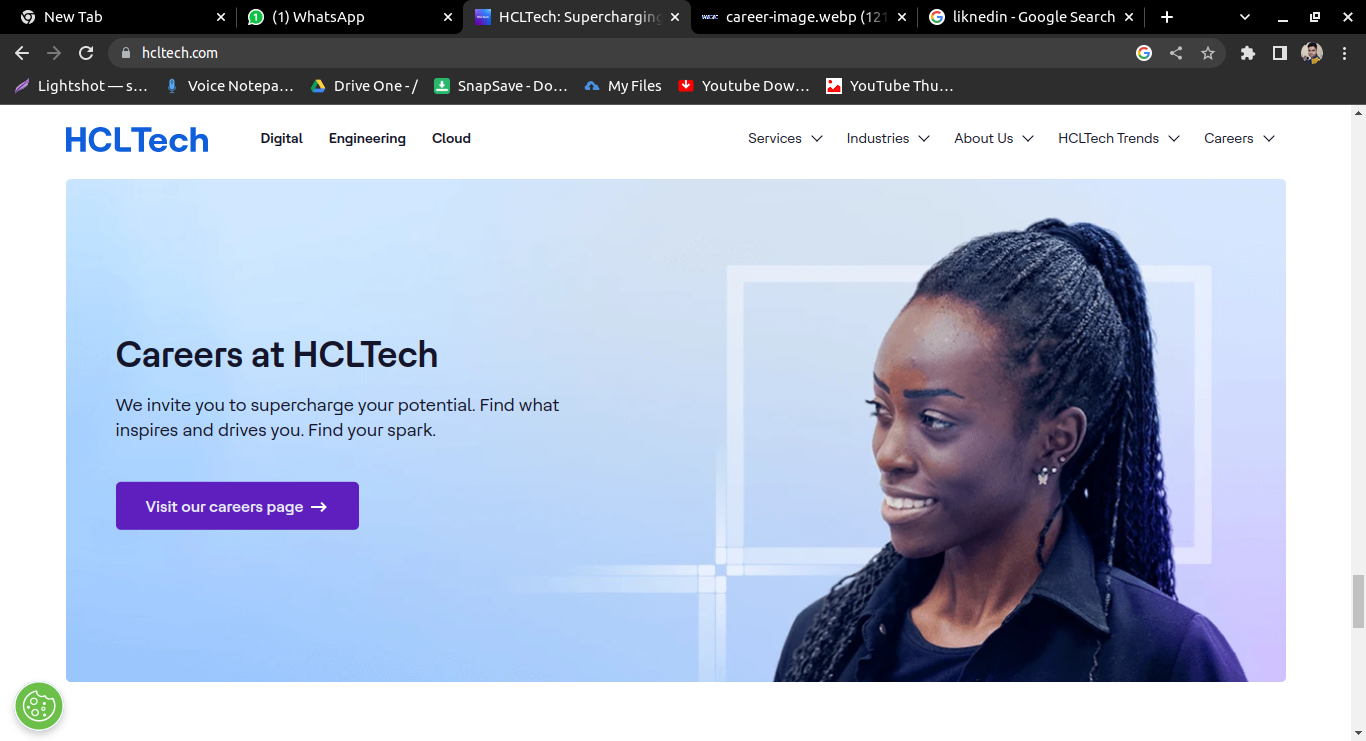 New Tab
(1) WhatsApp
HCLTech: Supercharging
career-image.webp (121
liknedin - Google Search
hcltech.com
Lightshot — s...
Voice Notepa...
Drive One - /
SnapSave - Do...
My Files
Youtube Dow...
YouTube Thu...
HCLTech
Digital
Engineering
Cloud
Services
Industries
About Us
HCLTech Trends
Careers
Careers at HCLTech
We invite you to supercharge your potential. Find what
inspires and drives you. Find your spark.
Visit our careers page →